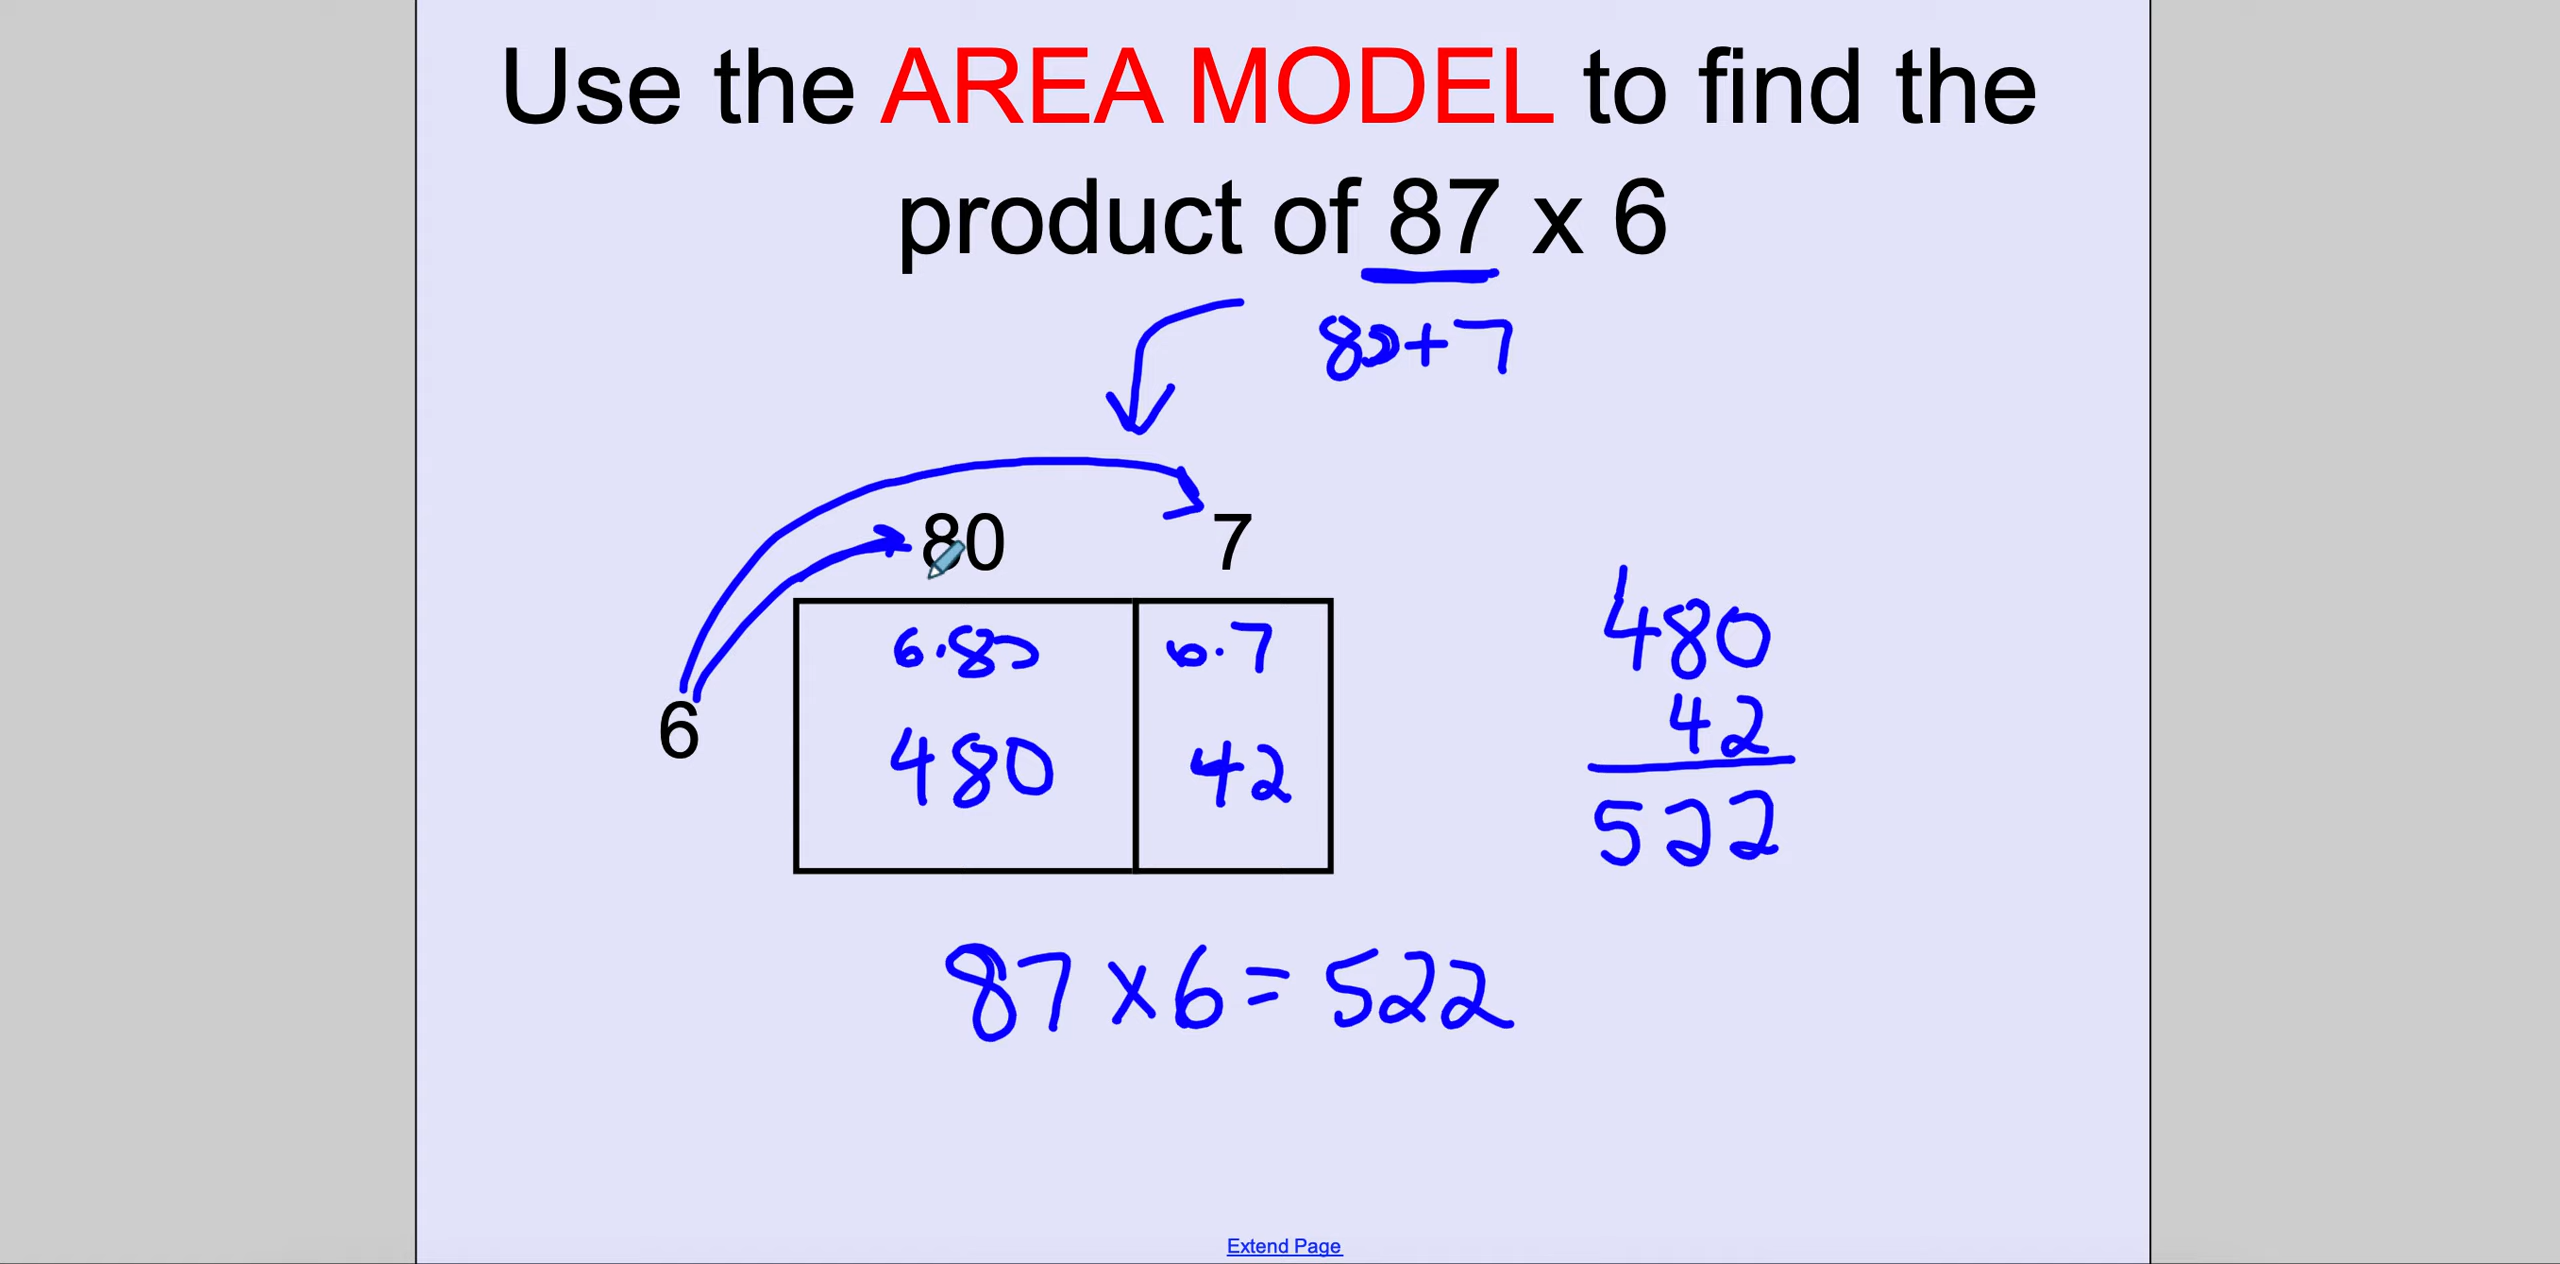 Use the AREA MODEL to find the
product of 87 x 6
80+7
80 7
6
6·80 6·7
480 42
1
480
42
522
87 x 6 = 522
Extend Page